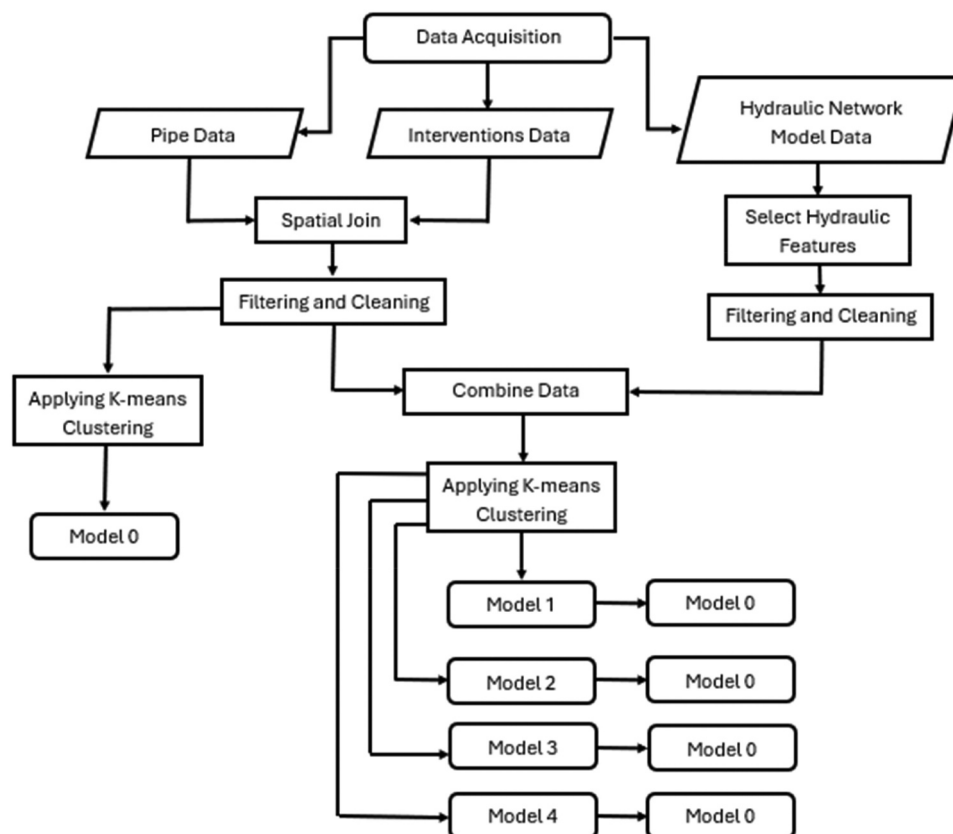 Data Acquisition
Pipe Data
Interventions Data
Hydraulic Network
Model Data
Spatial Join
Select Hydraulic
Features
Filtering and Cleaning
Filtering and Cleaning
Applying K-means
Clustering
Combine Data
Applying K-means
Clustering
Model 0
Model 1
Model 0
Model 2
Model 0
Model 3
Model 0
Model 4
Model 0